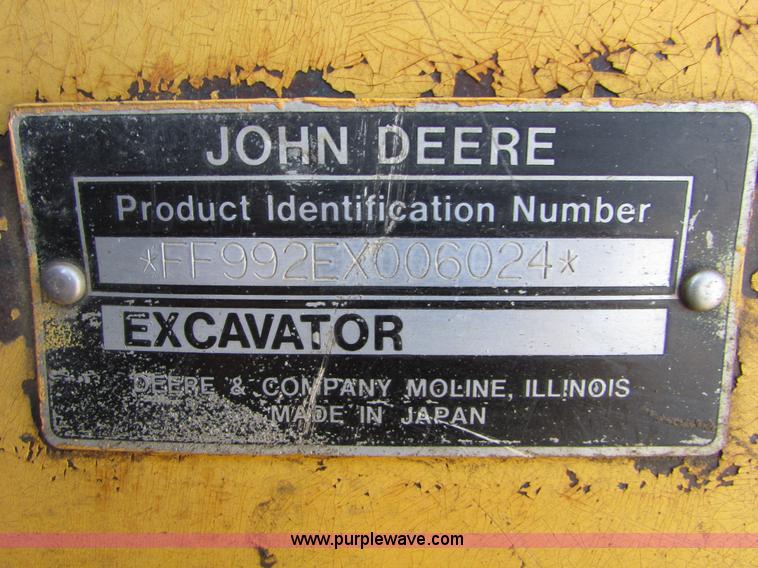 JOHN DEERE
Product Identification Number
*FF992EX006024*
EXCAVATOR
DEERE & COMPANY MOLINE, ILLINOIS
MADE IN JAPAN
www.purplewave.com